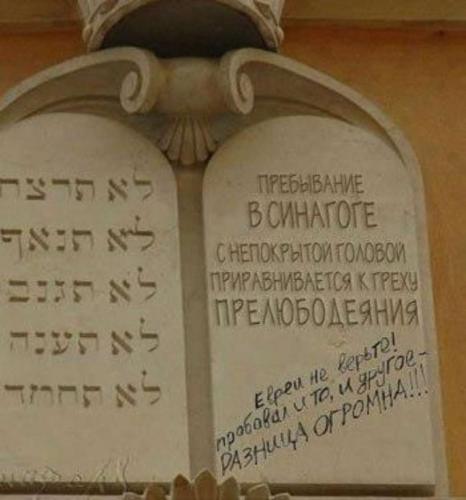 לא תרצח
לא תנאף
לא תגנב
לא תענה
לא תחמד
ПРЕБЫВАНИЕ
В СИНАГОГЕ
С НЕПОКРЫТОЙ ГОЛОВОЙ
ПРИРАВНИВАЕТСЯ К ГРЕХУ
ПРЕЛЮБОДЕЯНИЯ
Евреи не верьте!
пробовал и то, и другое -
РАЗНИЦА ОГРОМНА!!!